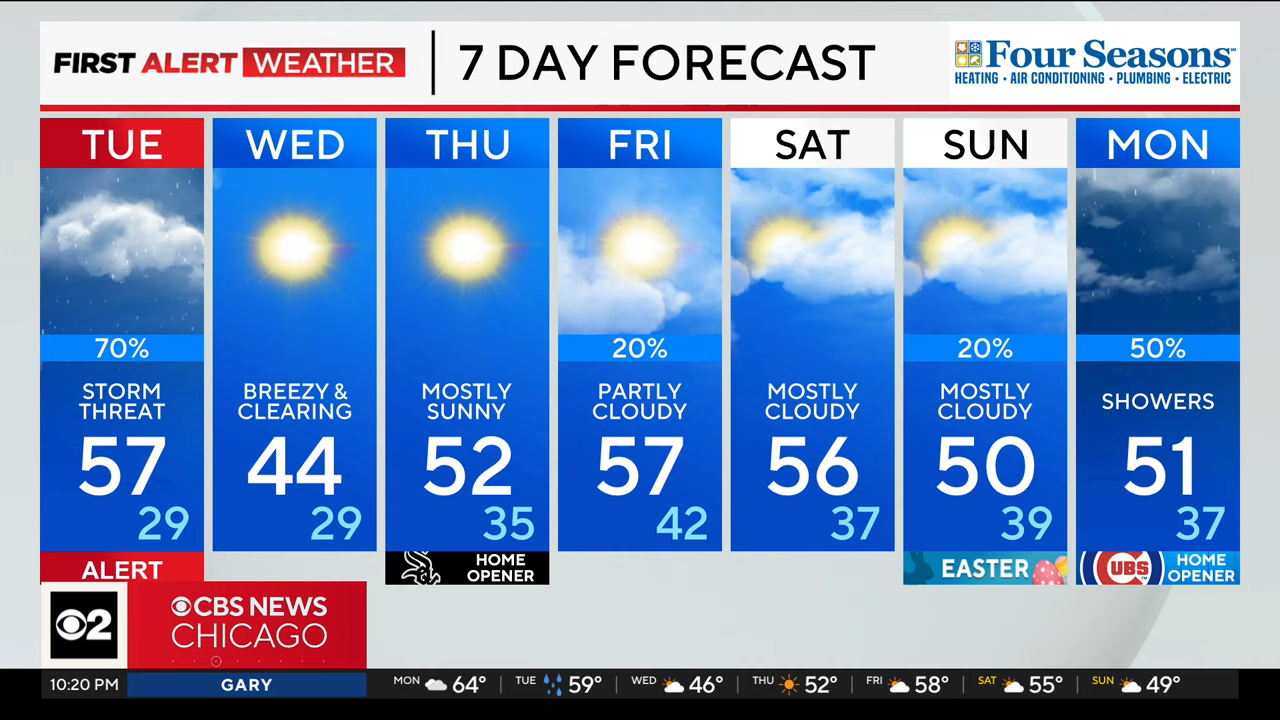 FIRST ALERT WEATHER
7 DAY FORECAST
Four Seasons℠
HEATING • AIR CONDITIONING • PLUMBING • ELECTRIC
TUE
70%
STORM
THREAT
57
29
ALERT
WED
BREEZY &
CLEARING
44
29
THU
MOSTLY
SUNNY
52
35
Sox
HOME
OPENER
FRI
20%
PARTLY
CLOUDY
57
42
SAT
MOSTLY
CLOUDY
56
37
SUN
20%
MOSTLY
CLOUDY
50
39
EASTER
MON
50%
SHOWERS
51
37
CUBS
HOME
OPENER
2
CBS NEWS
CHICAGO
10:20 PM
GARY
MON 64° | TUE 59° | WED 46° | THU 52° | FRI 58° | SAT 55° | SUN 49°